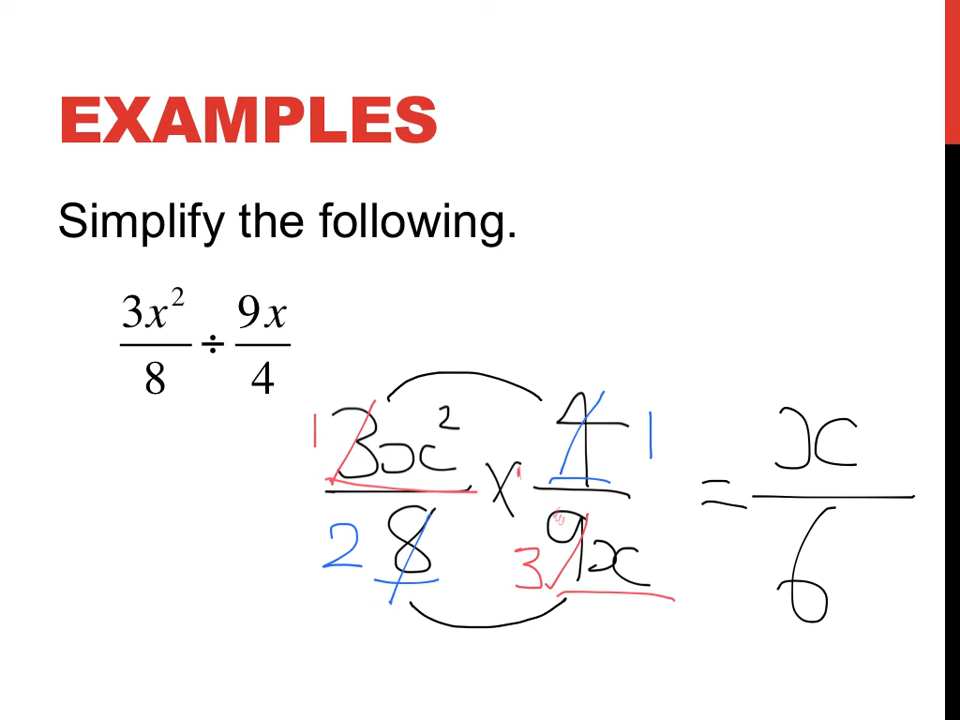 EXAMPLES
Simplify the following.
3x² / 8 ÷ 9x / 4
1 3x² / 2 8 × 4 1 / 3 9x = x / 6